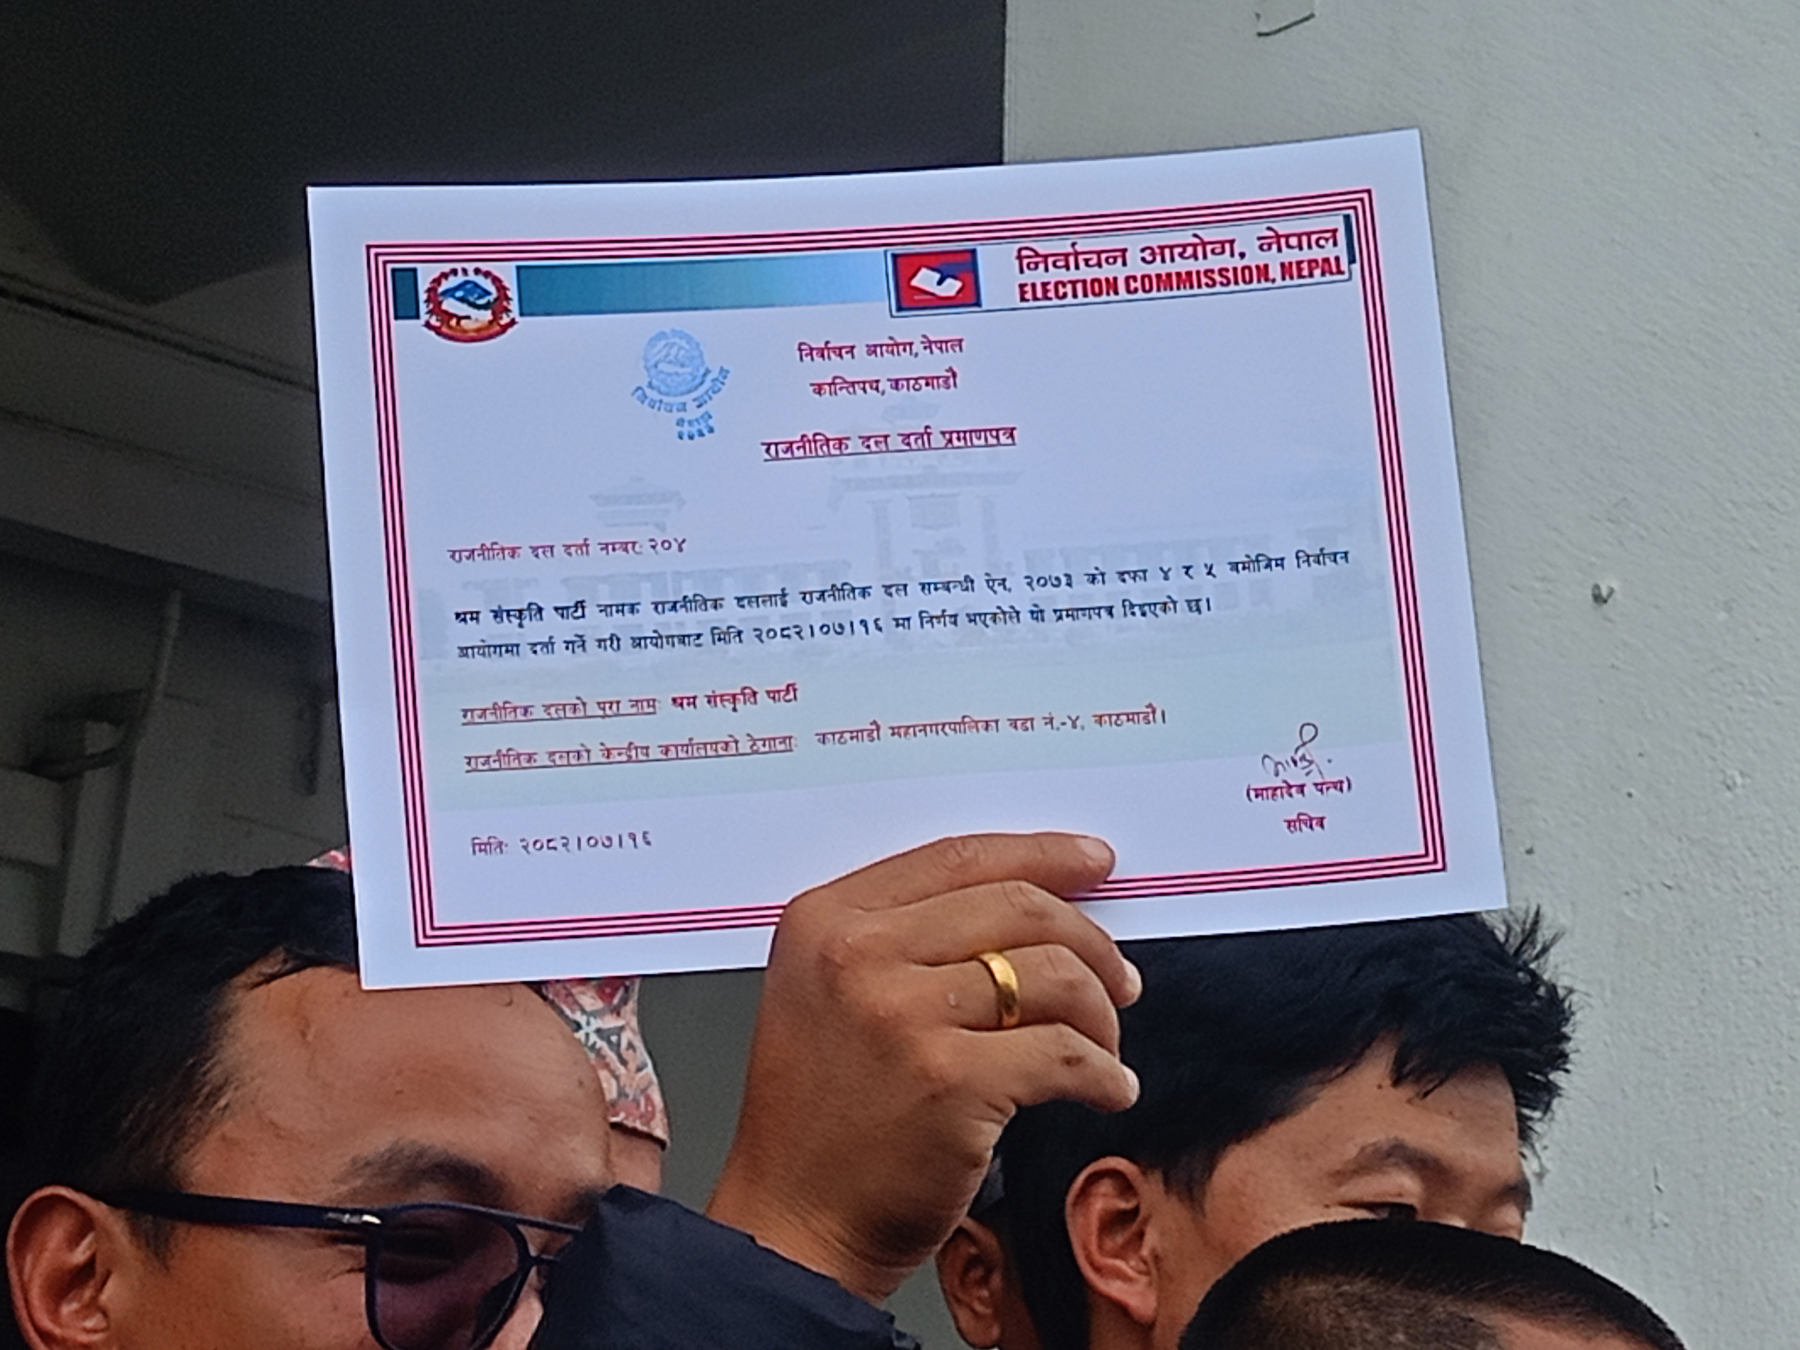 निर्वाचन आयोग, नेपाल
ELECTION COMMISSION, NEPAL
निर्वाचन आयोग
नेपाल
निर्वाचन आयोग, नेपाल
कान्तिपथ, काठमाडौं
राजनीतिक दल दर्ता प्रमाणपत्र
राजनीतिक दल दर्ता नम्बरः २०४
श्रम संस्कृति पार्टी नामक राजनीतिक दललाई राजनीतिक दल सम्बन्धी ऐन, २०७३ को दफा ४ र ५ बमोजिम निर्वाचन
आयोगमा दर्ता गर्ने गरी आयोगबाट मिति २०८२।०७।१६ मा निर्णय भएकोले यो प्रमाणपत्र दिइएको छ।
राजनीतिक दलको पुरा नामः श्रम संस्कृति पार्टी
राजनीतिक दलको केन्द्रीय कार्यालयको ठेगानाः काठमाडौं महानगरपालिका वडा नं.-४, काठमाडौं।
(माहादेव पन्थ)
सचिव
मितिः २०८२।०७।१६